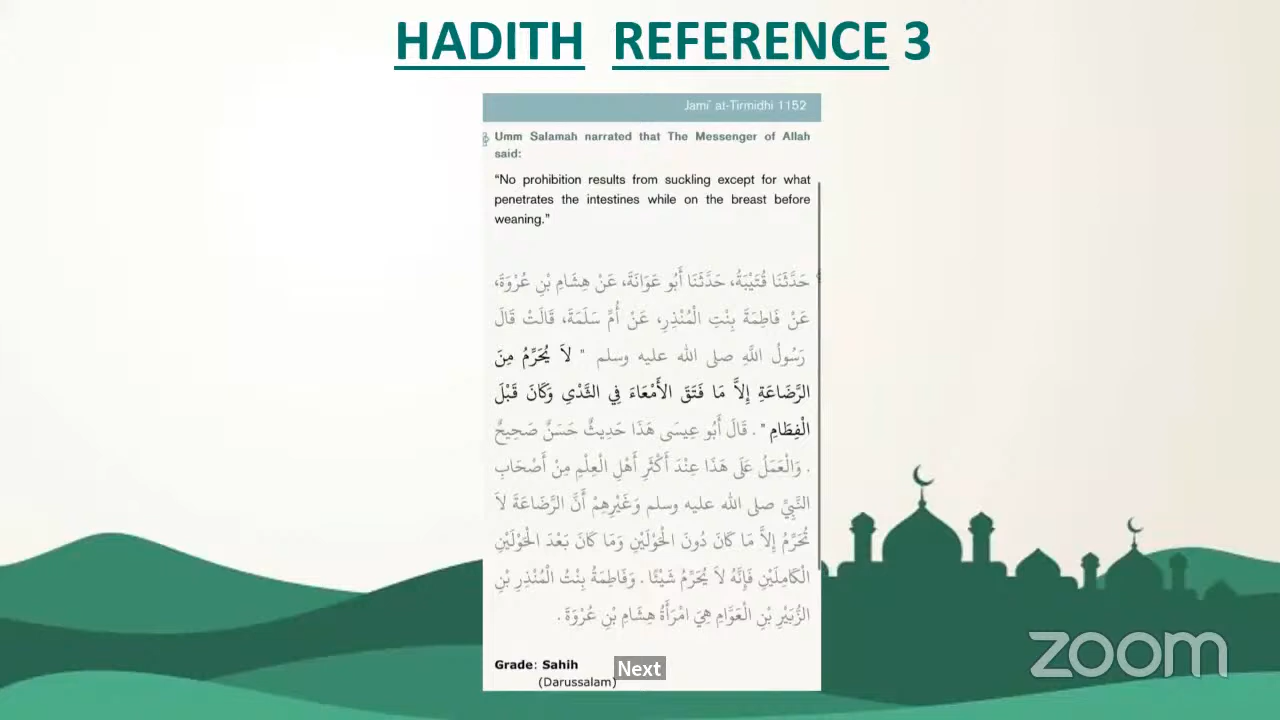 HADITH REFERENCE 3
Jami` at-Tirmidhi 1152
Umm Salamah narrated that The Messenger of Allah
said:
“No prohibition results from suckling except for what
penetrates the intestines while on the breast before
weaning.”
حَدَّثَنَا قُتَيْبَةُ، حَدَّثَنَا أَبُو عَوَانَةَ، عَنْ هِشَامِ بْنِ عُرْوَةَ،
عَنْ فَاطِمَةَ بِنْتِ الْمُنْذِرِ، عَنْ أُمِّ سَلَمَةَ، قَالَتْ قَالَ
رَسُولُ اللَّهِ صلى الله عليه وسلم " لاَ يُحَرِّمُ مِنَ
الرَّضَاعَةِ إِلاَّ مَا فَتَقَ الأَمْعَاءَ فِي الثَّدْىِ وَكَانَ قَبْلَ
الْفِطَامِ " . قَالَ أَبُو عِيسَى هَذَا حَدِيثٌ حَسَنٌ صَحِيحٌ
. وَالْعَمَلُ عَلَى هَذَا عِنْدَ أَكْثَرِ أَهْلِ الْعِلْمِ مِنْ أَصْحَابِ
النَّبِيِّ صلى الله عليه وسلم وَغَيْرِهِمْ أَنَّ الرَّضَاعَةَ لاَ
تُحَرِّمُ إِلاَّ مَا كَانَ دُونَ الْحَوْلَيْنِ وَمَا كَانَ بَعْدَ الْحَوْلَيْنِ
الْكَامِلَيْنِ فَإِنَّهُ لاَ يُحَرِّمُ شَيْئًا . وَفَاطِمَةُ بِنْتُ الْمُنْذِرِ بْنِ
الزُّبَيْرِ بْنِ الْعَوَّامِ هِيَ امْرَأَةُ هِشَامِ بْنِ عُرْوَةَ .
Grade: Sahih
Next
(Darussalam)
zoom